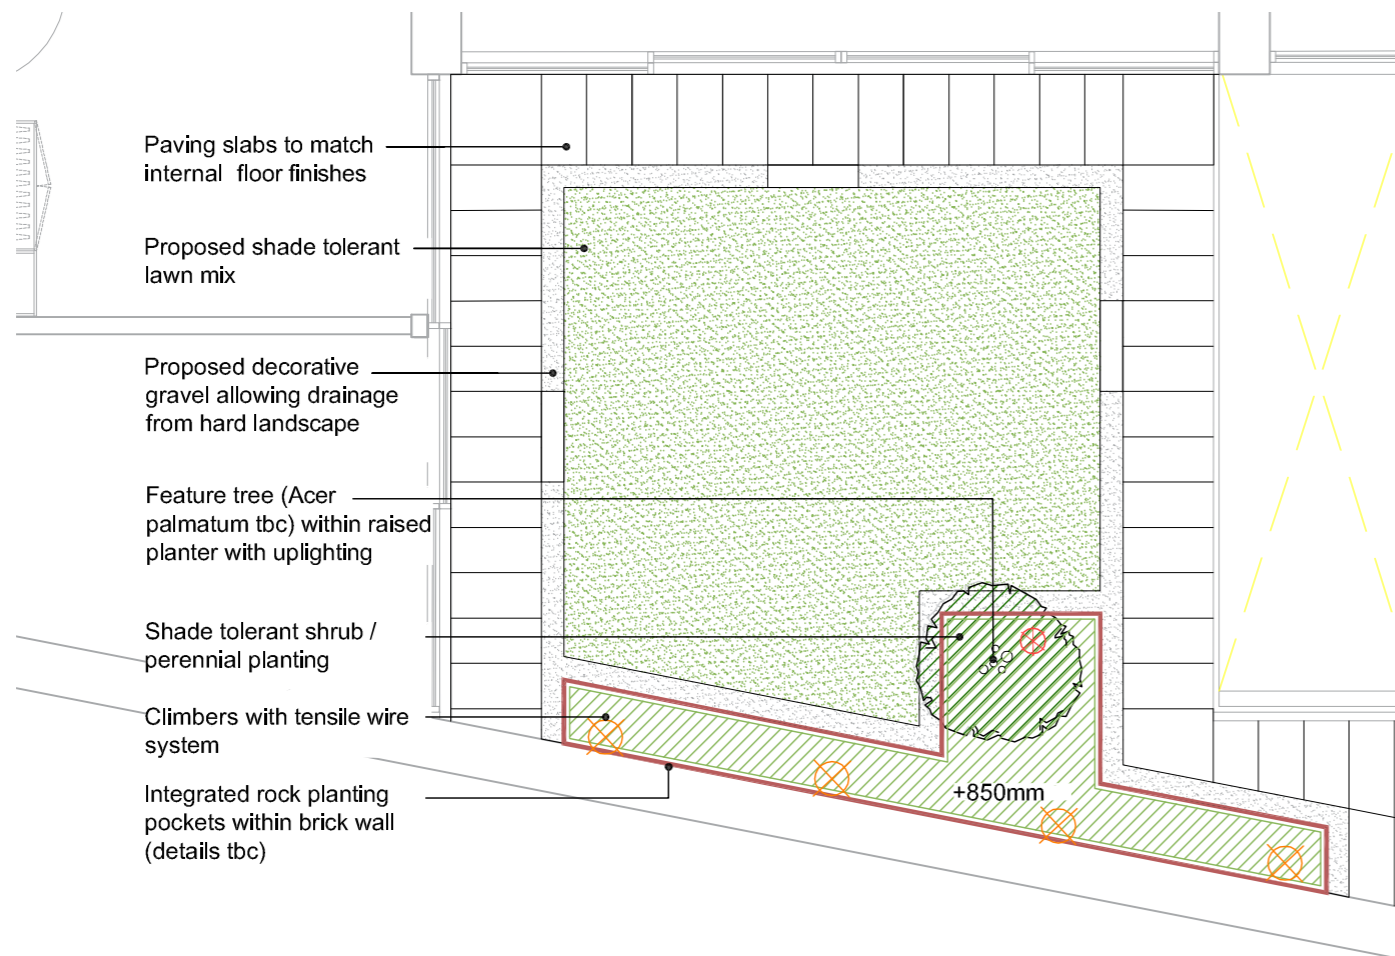 Paving slabs to match
internal floor finishes
Proposed shade tolerant
lawn mix
Proposed decorative
gravel allowing drainage
from hard landscape
Feature tree (Acer
palmatum tbc) within raised
planter with uplighting
Shade tolerant shrub /
perennial planting
Climbers with tensile wire
system
Integrated rock planting
pockets within brick wall
(details tbc)
+850mm